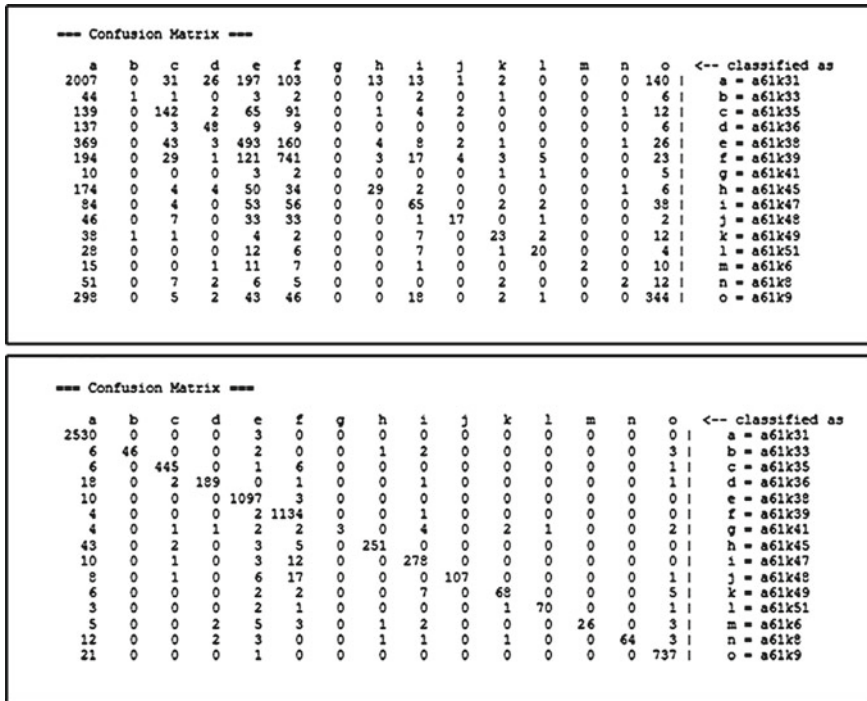 === Confusion Matrix ===
a b c d e f g h i j k l m n o <-- classified as
2007 0 31 26 197 103 0 13 13 1 2 0 0 0 140 | a = a61k31
44 1 1 0 3 2 0 0 2 0 1 0 0 0 6 | b = a61k33
139 0 142 2 65 91 0 1 4 2 0 0 0 1 12 | c = a61k35
137 0 3 48 9 9 0 0 0 0 0 0 0 0 6 | d = a61k36
369 0 43 3 493 160 0 4 8 2 1 0 0 1 26 | e = a61k38
194 0 29 1 121 741 0 3 17 4 3 5 0 0 23 | f = a61k39
10 0 0 0 3 2 0 0 0 0 1 1 0 0 5 | g = a61k41
174 0 4 4 50 34 0 29 2 0 0 0 0 1 6 | h = a61k45
84 0 4 0 53 56 0 0 65 0 2 2 0 0 38 | i = a61k47
46 0 7 0 33 33 0 0 1 17 0 1 0 0 2 | j = a61k48
38 1 1 0 4 2 0 0 7 0 23 2 0 0 12 | k = a61k49
28 0 0 0 12 6 0 0 7 0 1 20 0 0 4 | l = a61k51
15 0 0 1 11 7 0 0 1 0 0 0 2 0 10 | m = a61k6
51 0 7 2 6 5 0 0 0 0 2 0 0 2 12 | n = a61k8
298 0 5 2 43 46 0 0 18 0 2 1 0 0 344 | o = a61k9
=== Confusion Matrix ===
a b c d e f g h i j k l m n o <-- classified as
2530 0 0 0 3 0 0 0 0 0 0 0 0 0 0 | a = a61k31
6 46 0 0 2 0 0 1 2 0 0 0 0 0 3 | b = a61k33
6 0 445 0 1 6 0 0 0 0 0 0 0 0 1 | c = a61k35
18 0 2 189 0 1 0 0 1 0 0 0 0 0 1 | d = a61k36
10 0 0 0 1097 3 0 0 0 0 0 0 0 0 0 | e = a61k38
4 0 0 0 2 1134 0 0 1 0 0 0 0 0 0 | f = a61k39
4 0 1 1 2 2 3 0 4 0 2 1 0 0 2 | g = a61k41
43 0 2 0 3 5 0 251 0 0 0 0 0 0 0 | h = a61k45
10 0 1 0 3 12 0 0 278 0 0 0 0 0 0 | i = a61k47
8 0 1 0 6 17 0 0 0 107 0 0 0 0 1 | j = a61k48
6 0 0 0 2 2 0 0 7 0 68 0 0 0 5 | k = a61k49
3 0 0 0 2 1 0 0 0 0 1 70 0 0 1 | l = a61k51
5 0 0 2 5 3 0 1 2 0 0 0 26 0 3 | m = a61k6
12 0 0 2 3 0 0 1 1 0 1 0 0 64 3 | n = a61k8
21 0 0 0 1 0 0 0 0 0 0 0 0 0 737 | o = a61k9